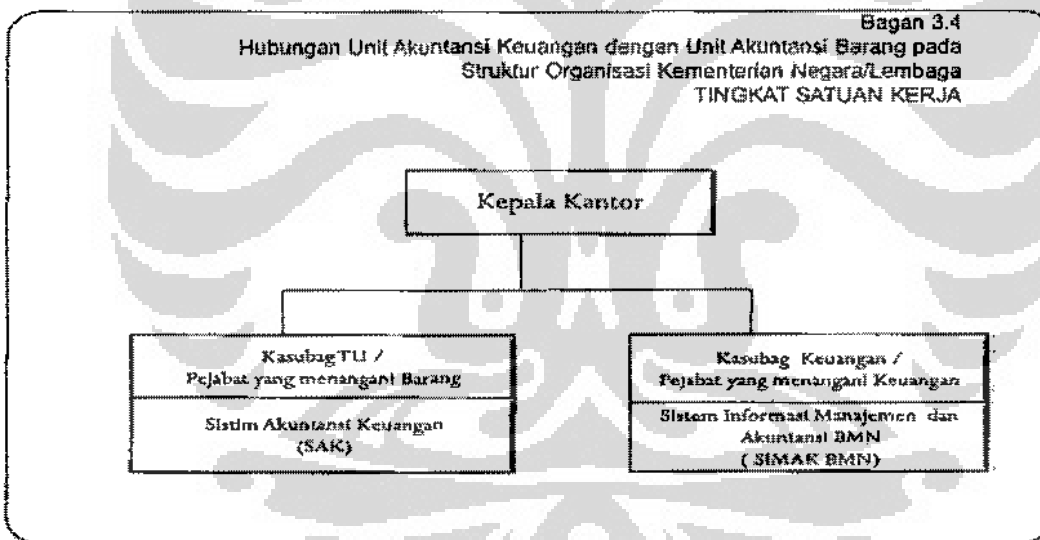 Bagan 3.4
Hubungan Unit Akuntansi Keuangan dengan Unit Akuntansi Barang pada
Struktur Organisasi Kementerian Negara/Lembaga
TINGKAT SATUAN KERJA
Kepala Kantor
Kasubag TU /
Pejabat yang menangani Barang
Sistim Akuntansi Keuangan
(SAK)
Kasubag Keuangan /
Pejabat yang menangani Keuangan
Sistem Informasi Manajemen dan
Akuntansi BMN
( SIMAK BMN)